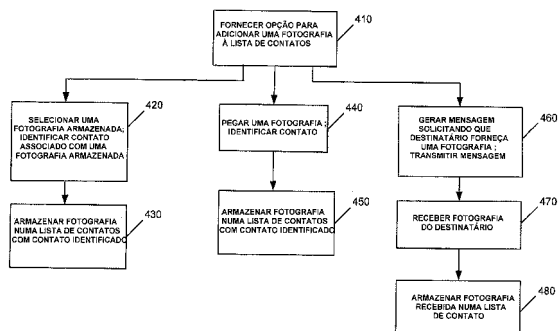 FORNECER OPÇÃO PARA
ADICIONAR UMA FOTOGRAFIA
À LISTA DE CONTATOS
410
SELECIONAR UMA
FOTOGRAFIA ARMAZENADA;
IDENTIFICAR CONTATO
ASSOCIADO COM UMA
FOTOGRAFIA ARMAZENADA
420
ARMAZENAR FOTOGRAFIA
NUMA LISTA DE CONTATOS
COM CONTATO IDENTIFICADO
430
PEGAR UMA FOTOGRAFIA ;
IDENTIFICAR CONTATO
440
ARMAZENAR FOTOGRAFIA
NUMA LISTA DE CONTATOS
COM CONTATO IDENTIFICADO
450
GERAR MENSAGEM
SOLICITANDO QUE
DESTINATÁRIO FORNEÇA
UMA FOTOGRAFIA ;
TRANSMITIR MENSAGEM
460
RECEBER FOTOGRAFIA
DO DESTINATÁRIO
470
ARMAZENAR FOTOGRAFIA
RECEBIDA NUMA LISTA
DE CONTATO
480